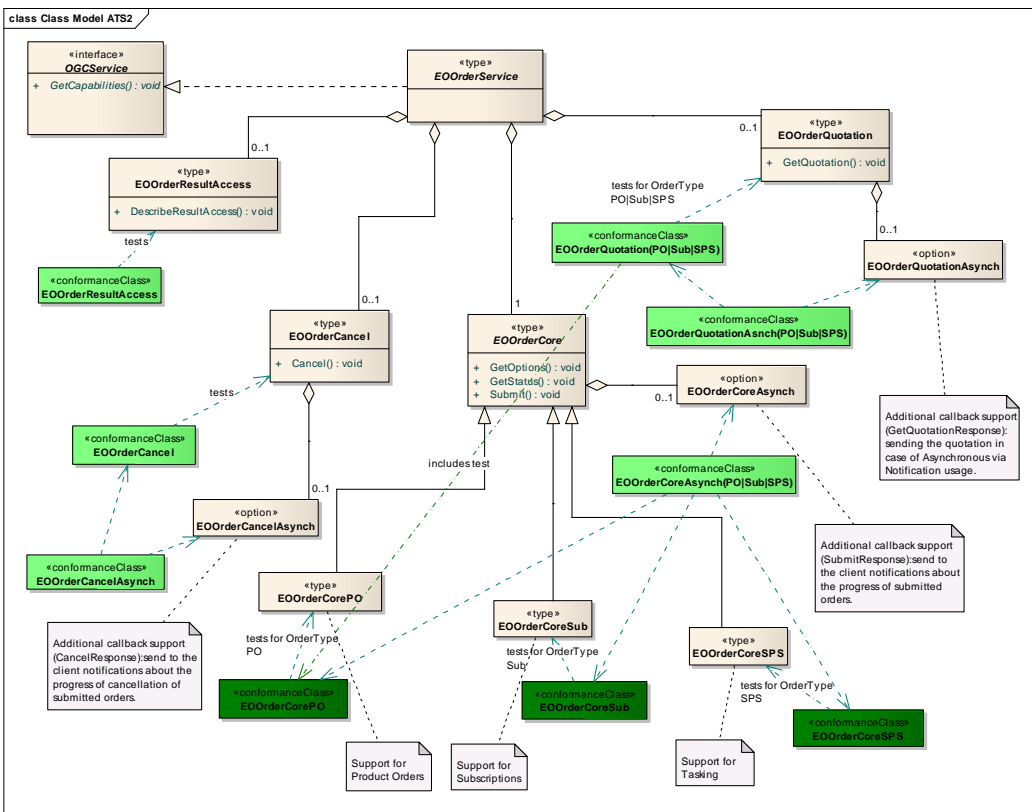 class Class Model ATS2
«interface»
OGCService
+ GetCapabilities() : void
«type»
EOOrderService
«type»
EOOrderQuotation
+ GetQuotation() : void
0..1
0..1
«type»
EOOrderResultAccess
+ DescribeResultAccess() : void
tests
«conformanceClass»
EOOrderResultAccess
tests for OrderType
PO|Sub|SPS
«conformanceClass»
EOOrderQuotation(PO|Sub|SPS)
0..1
«option»
EOOrderQuotationAsynch
«conformanceClass»
EOOrderQuotationAsnch(PO|Sub|SPS)
0..1
1
«type»
EOOrderCancel
+ Cancel() : void
«type»
EOOrderCore
+ GetOptions() : void
+ GetStatus() : void
+ Submit() : void
0..1
«option»
EOOrderCoreAsynch
tests
Additional callback support
(GetQuotationResponse):
sending the quotation in
case of Asynchronous via
Notification usage.
«conformanceClass»
EOOrderCancel
includes test
«conformanceClass»
EOOrderCoreAsynch(PO|Sub|SPS)
0..1
«option»
EOOrderCancelAsynch
«conformanceClass»
EOOrderCancelAsynch
Additional callback support
(SubmitResponse):send to
the client notifications about
the progress of submitted
orders.
«type»
EOOrderCorePO
«type»
EOOrderCoreSub
«type»
EOOrderCoreSPS
Additional callback support
(CancelResponse):send to the
client notifications about the
progress of cancellation of
submitted orders.
tests for OrderType
PO
tests for OrderType
Sub
tests for OrderType
SPS
«conformanceClass»
EOOrderCorePO
«conformanceClass»
EOOrderCoreSub
«conformanceClass»
EOOrderCoreSPS
Support for
Product Orders
Support for
Subscriptions
Support for
Tasking